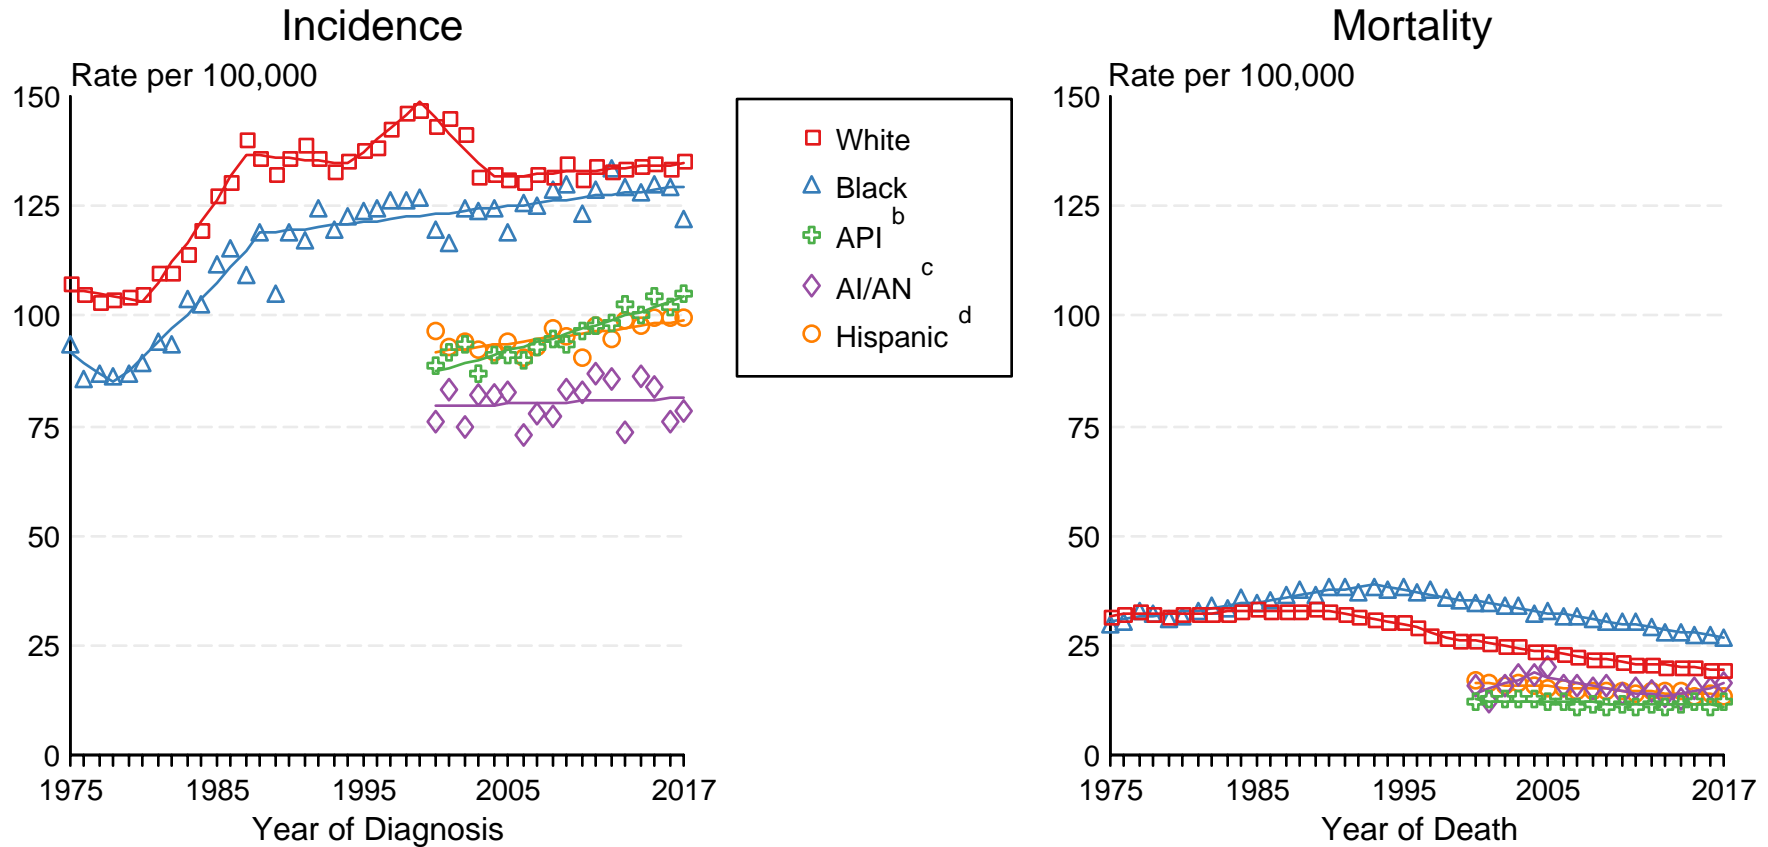 Incidence
Rate per 100,000
150
125
100
75
50
25
0
1975 1985 1995 2005 2017
Year of Diagnosis
White
Black
API b
AI/AN c
Hispanic d
Mortality
Rate per 100,000
150
125
100
75
50
25
0
1975 1985 1995 2005 2017
Year of Death